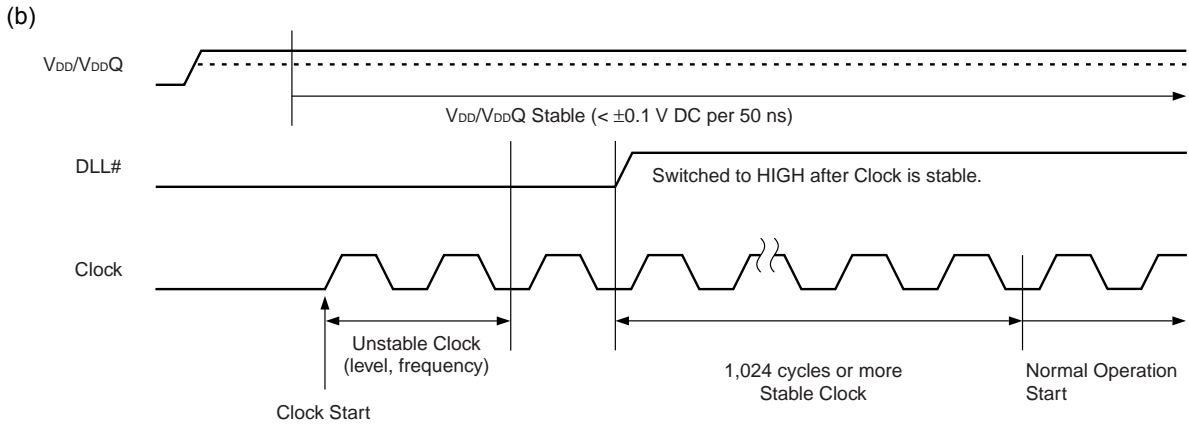 (b)
VDD/VDDQ
VDD/VDDQ Stable (< ±0.1 V DC per 50 ns)
DLL#
Switched to HIGH after Clock is stable.
Clock
Unstable Clock
(level, frequency)
1,024 cycles or more
Stable Clock
Normal Operation
Start
Clock Start